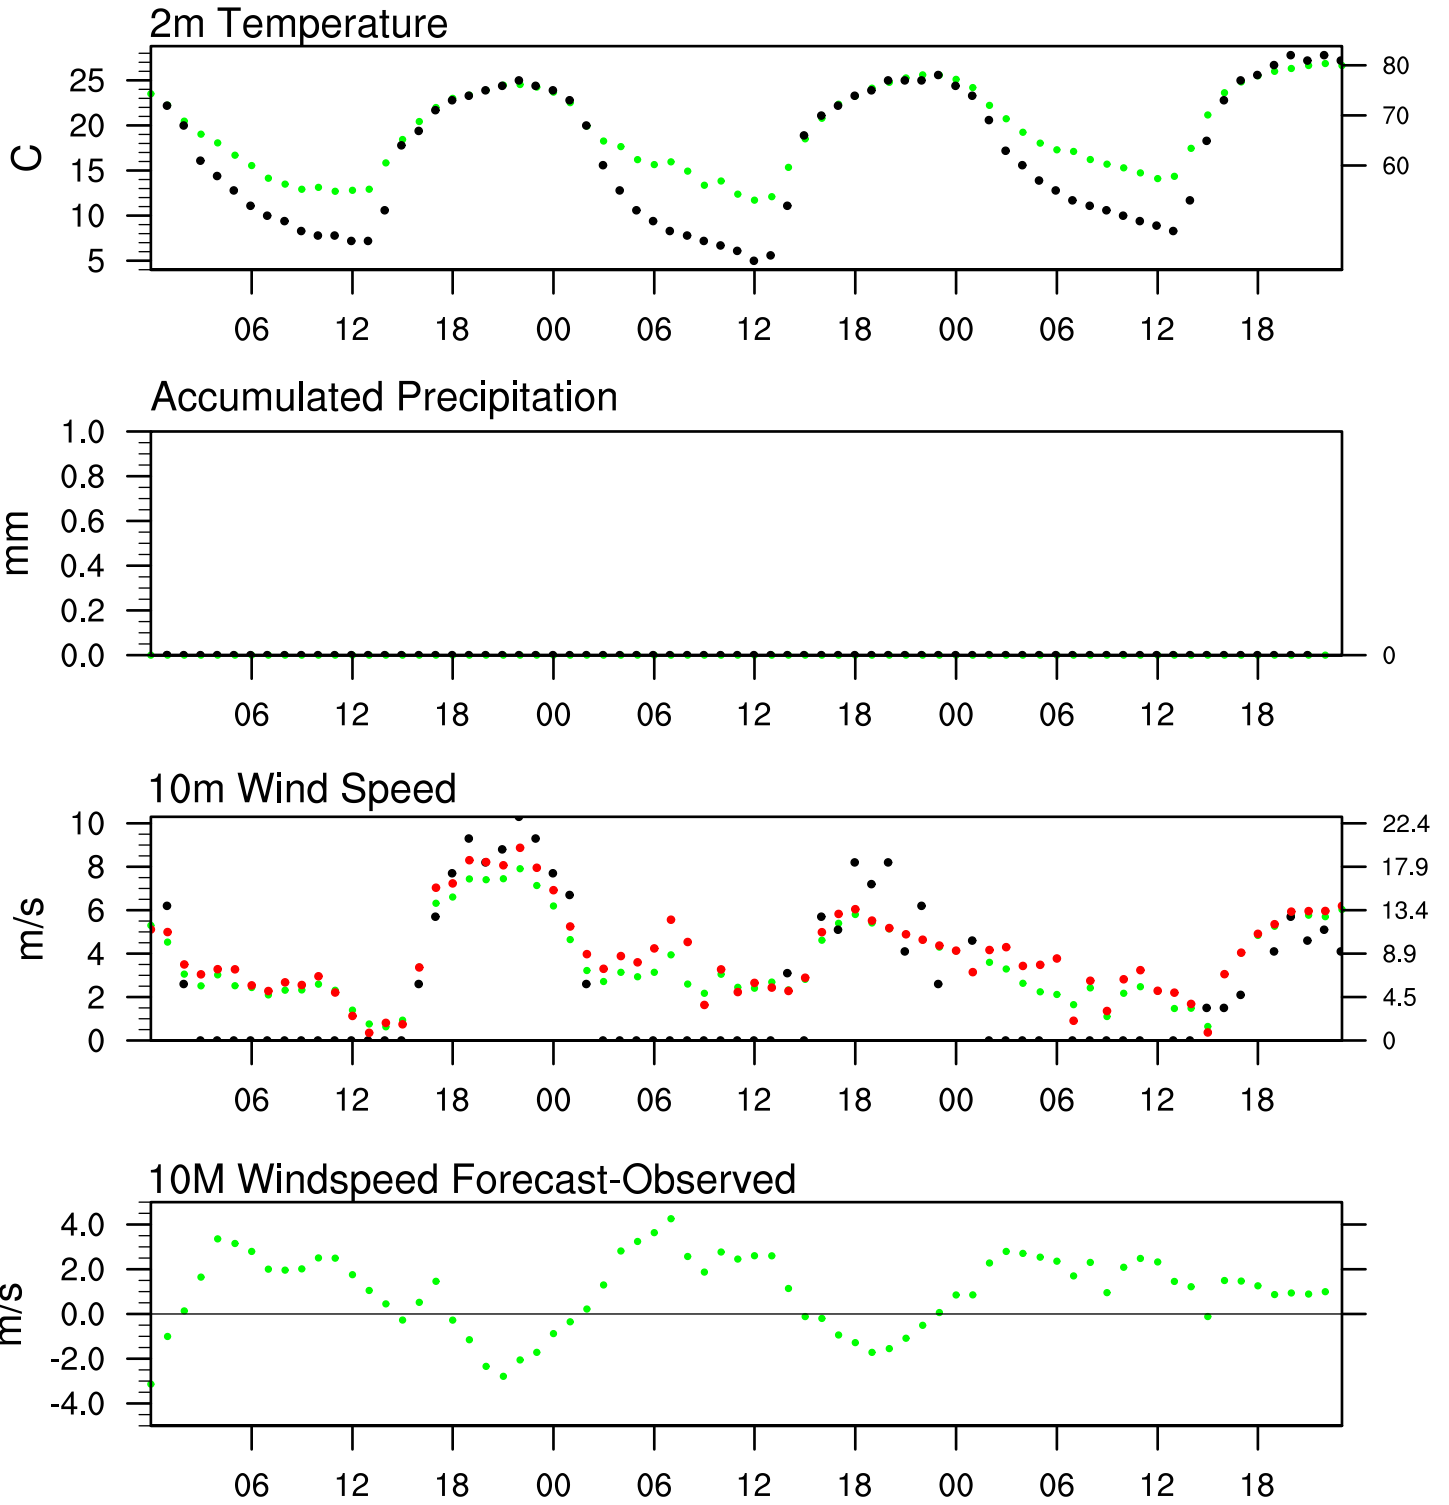 2m Temperature
25
20
15
10
5
C
80
70
60
06 12 18 00 06 12 18 00 06 12 18
Accumulated Precipitation
1.0
0.8
0.6
0.4
0.2
0.0
mm
0
06 12 18 00 06 12 18 00 06 12 18
10m Wind Speed
10
8
6
4
2
0
m/s
22.4
17.9
13.4
8.9
4.5
0
06 12 18 00 06 12 18 00 06 12 18
10M Windspeed Forecast-Observed
4.0
2.0
0.0
-2.0
-4.0
m/s
06 12 18 00 06 12 18 00 06 12 18